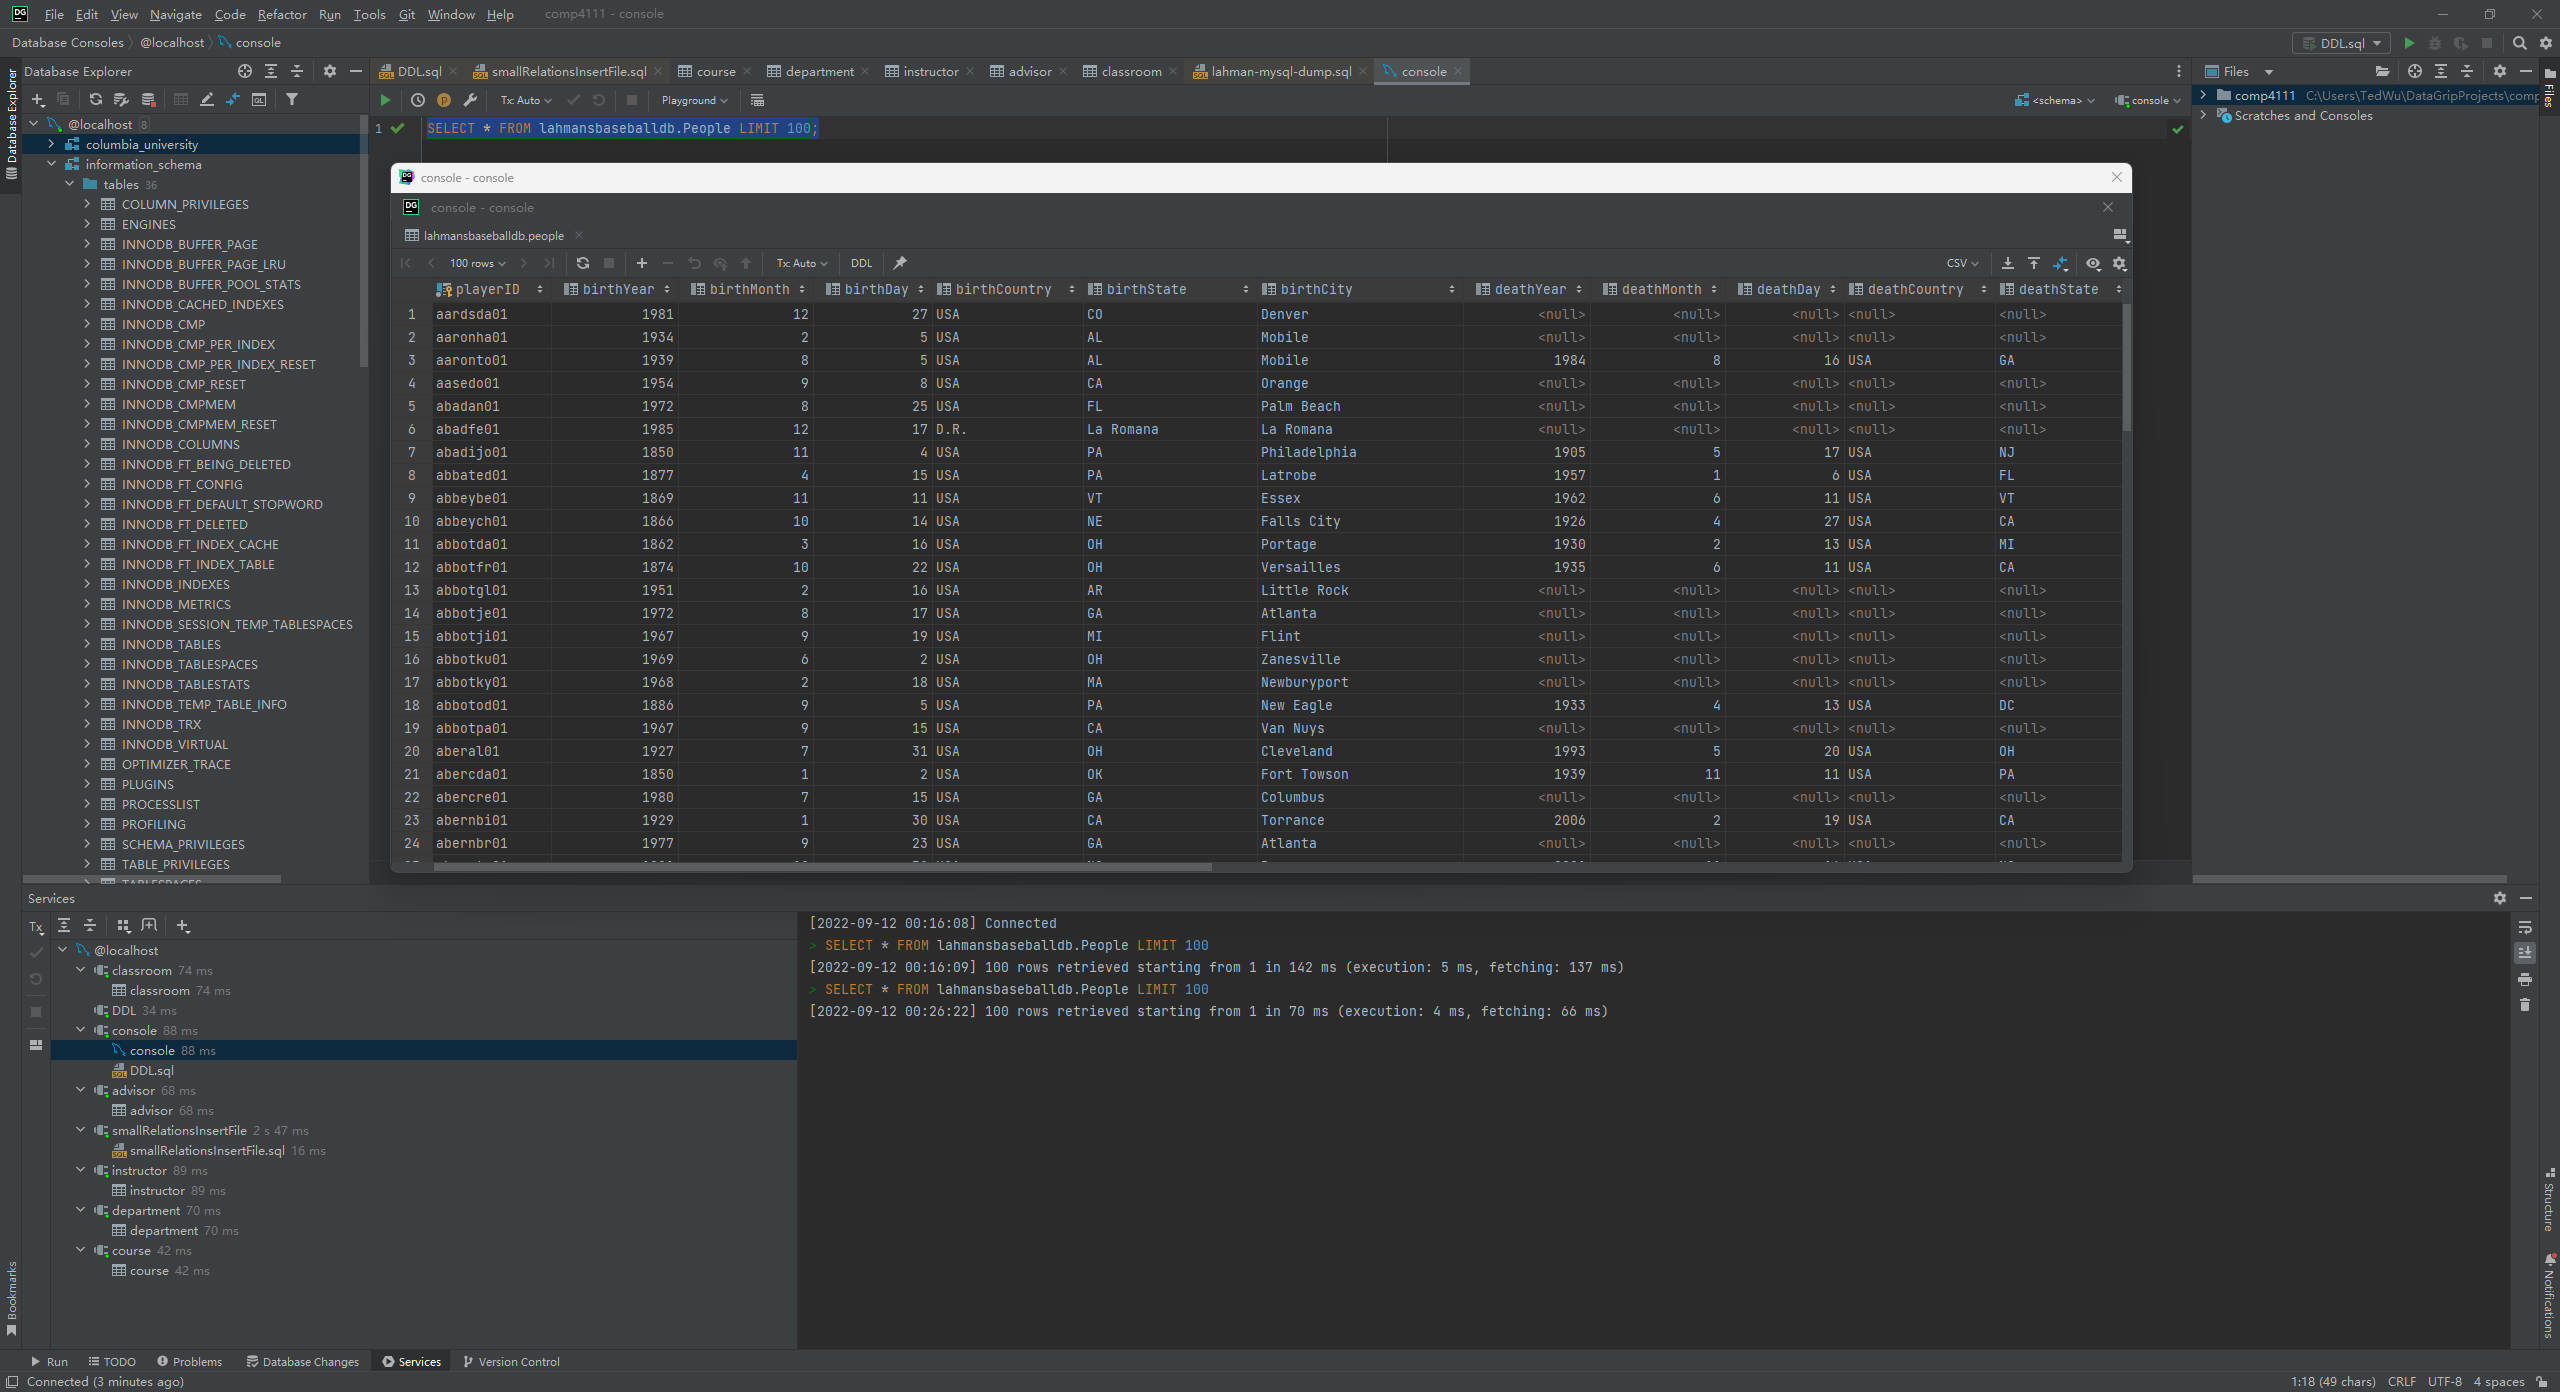 File Edit View Navigate Code Refactor Run Tools Git Window Help comp4111 - console
Database Consoles @localhost console DDL.sql
Database Explorer
DDL.sql smallRelationsInsertFile.sql course department instructor advisor classroom lahman-mysql-dump.sql console
Files
Tx: Auto Playground <schema> console
comp4111 C:\Users\TedWu\DataGripProjects\comp
Scratches and Consoles
Database Explorer
Files
@localhost 8
columbia_university
information_schema
tables 36
COLUMN_PRIVILEGES
ENGINES
INNODB_BUFFER_PAGE
INNODB_BUFFER_PAGE_LRU
INNODB_BUFFER_POOL_STATS
INNODB_CACHED_INDEXES
INNODB_CMP
INNODB_CMP_PER_INDEX
INNODB_CMP_PER_INDEX_RESET
INNODB_CMP_RESET
INNODB_CMPMEM
INNODB_CMPMEM_RESET
INNODB_COLUMNS
INNODB_FT_BEING_DELETED
INNODB_FT_CONFIG
INNODB_FT_DEFAULT_STOPWORD
INNODB_FT_DELETED
INNODB_FT_INDEX_CACHE
INNODB_FT_INDEX_TABLE
INNODB_INDEXES
INNODB_METRICS
INNODB_SESSION_TEMP_TABLESPACES
INNODB_TABLES
INNODB_TABLESPACES
INNODB_TABLESTATS
INNODB_TEMP_TABLE_INFO
INNODB_TRX
INNODB_VIRTUAL
OPTIMIZER_TRACE
PLUGINS
PROCESSLIST
PROFILING
SCHEMA_PRIVILEGES
TABLE_PRIVILEGES
TABLESPACES
1 SELECT * FROM lahmansbaseballdb.People LIMIT 100;
console - console
console - console
lahmansbaseballdb.people
100 rows Tx: Auto DDL CSV
playerID birthYear birthMonth birthDay birthCountry birthState birthCity deathYear deathMonth deathDay deathCountry deathState
1 aardsda01 1981 12 27 USA CO Denver <null> <null> <null> <null> <null>
2 aaronha01 1934 2 5 USA AL Mobile <null> <null> <null> <null> <null>
3 aaronto01 1939 8 5 USA AL Mobile 1984 8 16 USA GA
4 aasedo01 1954 9 8 USA CA Orange <null> <null> <null> <null> <null>
5 abadan01 1972 8 25 USA FL Palm Beach <null> <null> <null> <null> <null>
6 abadfe01 1985 12 17 D.R. La Romana La Romana <null> <null> <null> <null> <null>
7 abadijo01 1850 11 4 USA PA Philadelphia 1905 5 17 USA NJ
8 abbated01 1877 4 15 USA PA Latrobe 1957 1 6 USA FL
9 abbeybe01 1869 11 11 USA VT Essex 1962 6 11 USA VT
10 abbeych01 1866 10 14 USA NE Falls City 1926 4 27 USA CA
11 abbotda01 1862 3 16 USA OH Portage 1930 2 13 USA MI
12 abbotfr01 1874 10 22 USA OH Versailles 1935 6 11 USA CA
13 abbotgl01 1951 2 16 USA AR Little Rock <null> <null> <null> <null> <null>
14 abbotje01 1972 8 17 USA GA Atlanta <null> <null> <null> <null> <null>
15 abbotji01 1967 9 19 USA MI Flint <null> <null> <null> <null> <null>
16 abbotku01 1969 6 2 USA OH Zanesville <null> <null> <null> <null> <null>
17 abbotky01 1968 2 18 USA MA Newburyport <null> <null> <null> <null> <null>
18 abbotod01 1886 9 5 USA PA New Eagle 1933 4 13 USA DC
19 abbotpa01 1967 9 15 USA CA Van Nuys <null> <null> <null> <null> <null>
20 aberal01 1927 7 31 USA OH Cleveland 1993 5 20 USA OH
21 abercda01 1850 1 2 USA OK Fort Towson 1939 11 11 USA PA
22 abercre01 1980 7 15 USA GA Columbus <null> <null> <null> <null> <null>
23 abernbi01 1929 1 30 USA CA Torrance 2006 2 19 USA CA
24 abernbr01 1977 9 23 USA GA Atlanta <null> <null> <null> <null> <null>
Services
Tx
@localhost
classroom 74 ms
classroom 74 ms
DDL 34 ms
console 88 ms
console 88 ms
DDL.sql
advisor 68 ms
advisor 68 ms
smallRelationsInsertFile 2 s 47 ms
smallRelationsInsertFile.sql 16 ms
instructor 89 ms
instructor 89 ms
department 70 ms
department 70 ms
course 42 ms
course 42 ms
[2022-09-12 00:16:08] Connected
> SELECT * FROM lahmansbaseballdb.People LIMIT 100
[2022-09-12 00:16:09] 100 rows retrieved starting from 1 in 142 ms (execution: 5 ms, fetching: 137 ms)
> SELECT * FROM lahmansbaseballdb.People LIMIT 100
[2022-09-12 00:26:22] 100 rows retrieved starting from 1 in 70 ms (execution: 4 ms, fetching: 66 ms)
Bookmarks
Structure
Notifications
Run TODO Problems Database Changes Services Version Control
Connected (3 minutes ago) 1:18 (49 chars) CRLF UTF-8 4 spaces